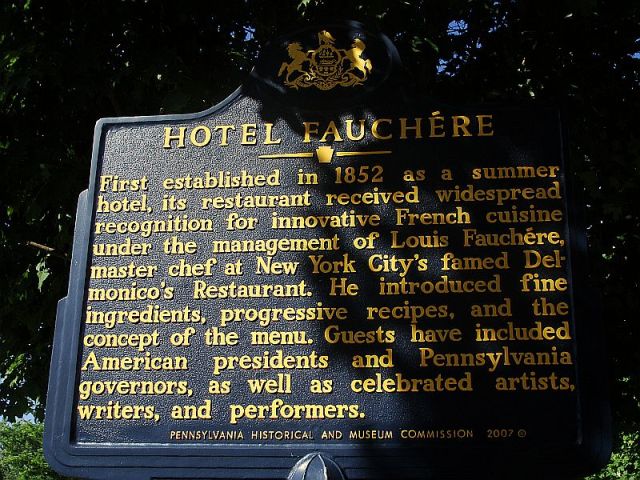 HOTEL FAUCHÉRE
First established in 1852 as a summer
hotel, its restaurant received widespread
recognition for innovative French cuisine
under the management of Louis Fauchére,
master chef at New York City's famed Del-
monico's Restaurant. He introduced fine
ingredients, progressive recipes, and the
concept of the menu. Guests have included
American presidents and Pennsylvania
governors, as well as celebrated artists,
writers, and performers.
PENNSYLVANIA HISTORICAL AND MUSEUM COMMISSION 2007 ©